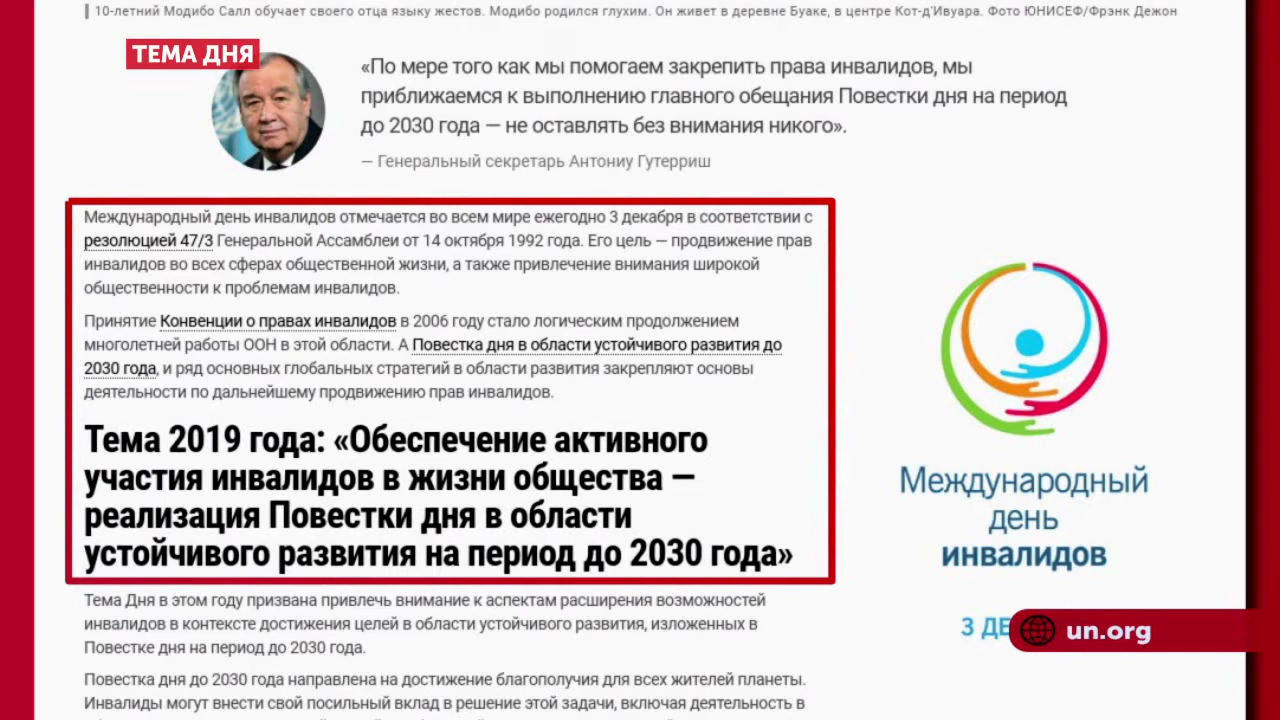 10-летний Модибо Салл обучает своего отца языку жестов. Модибо родился глухим. Он живет в деревне Буаке, в центре Кот-д'Ивуара. Фото ЮНИСЕФ/Фрэнк Дежон
ТЕМА ДНЯ
«По мере того как мы помогаем закрепить права инвалидов, мы
приближаемся к выполнению главного обещания Повестки дня на период
до 2030 года — не оставлять без внимания никого».
— Генеральный секретарь Антониу Гутерриш
Международный день инвалидов отмечается во всем мире ежегодно 3 декабря в соответствии с
резолюцией 47/3 Генеральной Ассамблеи от 14 октября 1992 года. Его цель — продвижение прав
инвалидов во всех сферах общественной жизни, а также привлечение внимания широкой
общественности к проблемам инвалидов.
Принятие Конвенции о правах инвалидов в 2006 году стало логическим продолжением
многолетней работы ООН в этой области. А Повестка дня в области устойчивого развития до
2030 года, и ряд основных глобальных стратегий в области развития закрепляют основы
деятельности по дальнейшему продвижению прав инвалидов.
Тема 2019 года: «Обеспечение активного
участия инвалидов в жизни общества —
реализация Повестки дня в области
устойчивого развития на период до 2030 года»
Тема Дня в этом году призвана привлечь внимание к аспектам расширения возможностей
инвалидов в контексте достижения целей в области устойчивого развития, изложенных в
Повестке дня на период до 2030 года.
Повестка дня до 2030 года направлена на достижение благополучия для всех жителей планеты.
Инвалиды могут внести свой посильный вклад в решение этой задачи, включая деятельность в
Международный
день
инвалидов
3 ДЕ
un.org